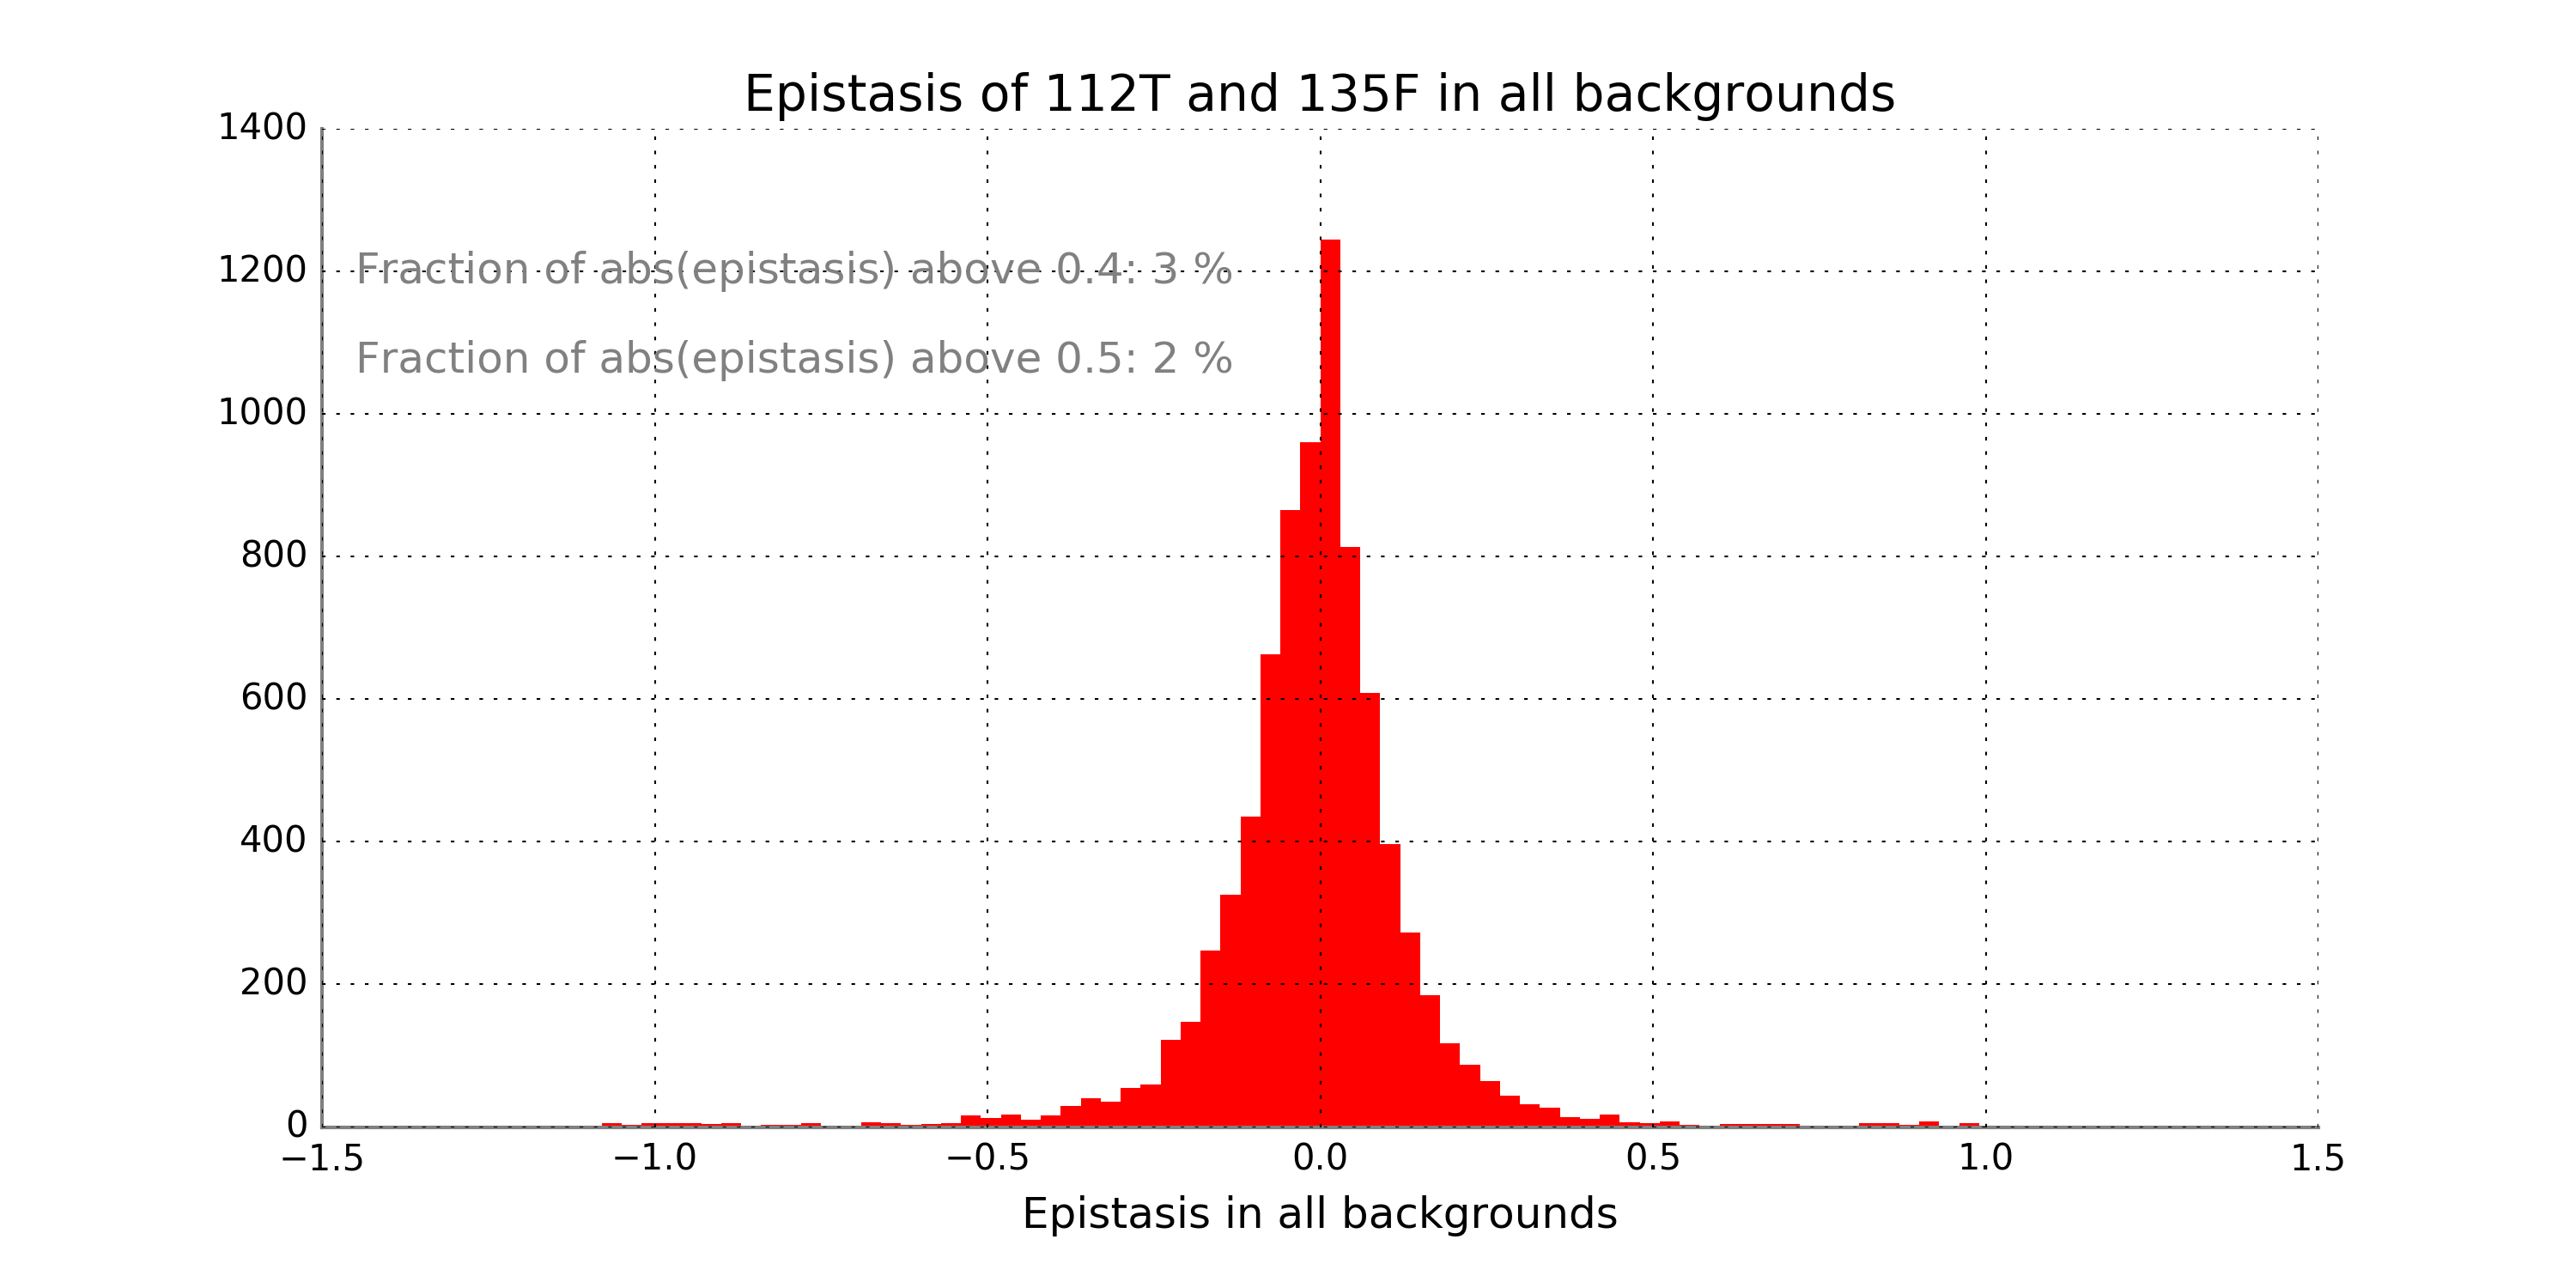 Epistasis of 112T and 135F in all backgrounds
1400
1200
1000
800
600
400
200
0
Fraction of abs(epistasis) above 0.4: 3 %
Fraction of abs(epistasis) above 0.5: 2 %
−1.5 −1.0 −0.5 0.0 0.5 1.0 1.5
Epistasis in all backgrounds